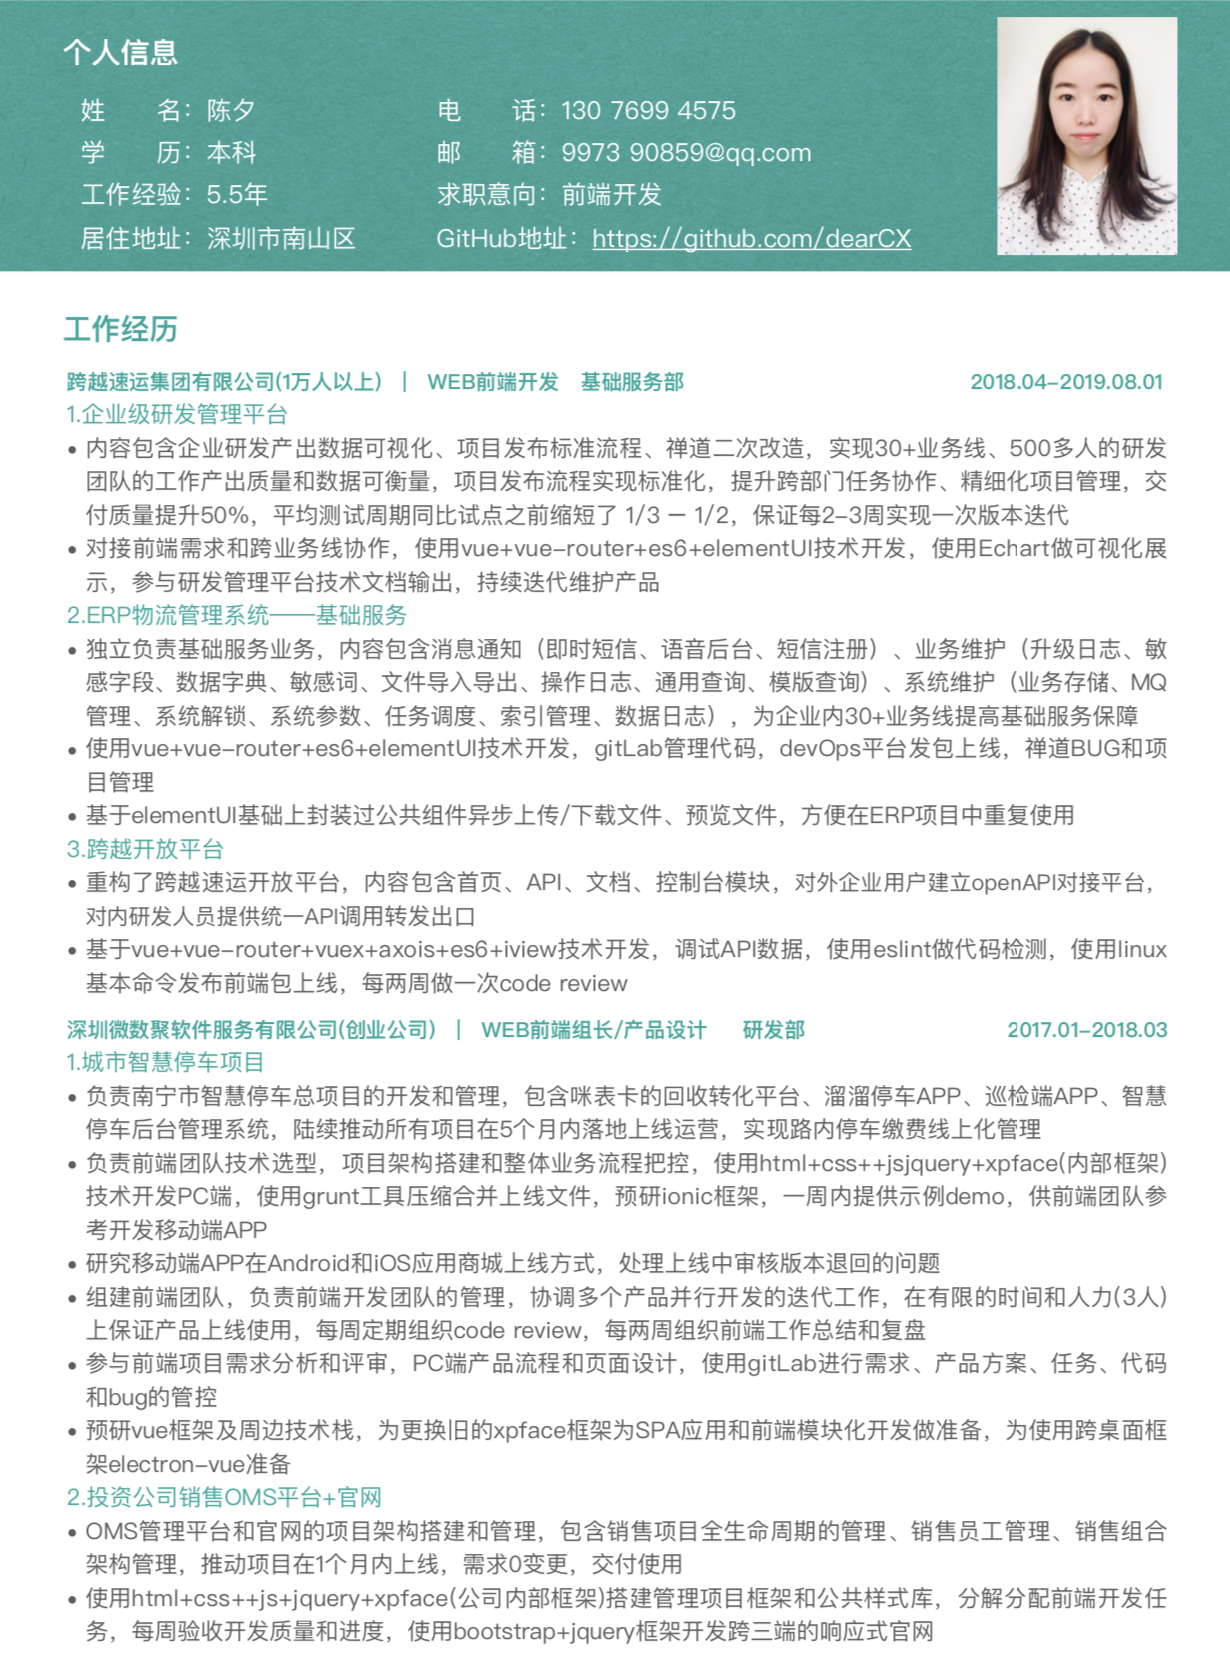 个人信息
姓　　名：陈夕
电　　话：130 7699 4575
学　　历：本科
邮　　箱：9973 90859@qq.com
工作经验：5.5年
求职意向：前端开发
居住地址：深圳市南山区
GitHub地址：https://github.com/dearCX
工作经历
跨越速运集团有限公司(1万人以上) | WEB前端开发 基础服务部 2018.04-2019.08.01
1.企业级研发管理平台
• 内容包含企业研发产出数据可视化、项目发布标准流程、禅道二次改造，实现30+业务线、500多人的研发
团队的工作产出质量和数据可衡量，项目发布流程实现标准化，提升跨部门任务协作、精细化项目管理，交
付质量提升50%，平均测试周期同比试点之前缩短了 1/3 — 1/2，保证每2-3周实现一次版本迭代
• 对接前端需求和跨业务线协作，使用vue+vue-router+es6+elementUI技术开发，使用Echart做可视化展
示，参与研发管理平台技术文档输出，持续迭代维护产品
2.ERP物流管理系统——基础服务
• 独立负责基础服务业务，内容包含消息通知（即时短信、语音后台、短信注册）、业务维护（升级日志、敏
感字段、数据字典、敏感词、文件导入导出、操作日志、通用查询、模版查询）、系统维护（业务存储、MQ
管理、系统解锁、系统参数、任务调度、索引管理、数据日志），为企业内30+业务线提高基础服务保障
• 使用vue+vue-router+es6+elementUI技术开发，gitLab管理代码，devOps平台发包上线，禅道BUG和项
目管理
• 基于elementUI基础上封装过公共组件异步上传/下载文件、预览文件，方便在ERP项目中重复使用
3.跨越开放平台
• 重构了跨越速运开放平台，内容包含首页、API、文档、控制台模块，对外企业用户建立openAPI对接平台，
对内研发人员提供统一API调用转发出口
• 基于vue+vue-router+vuex+axois+es6+iview技术开发，调试API数据，使用eslint做代码检测，使用linux
基本命令发布前端包上线，每两周做一次code review
深圳微数聚软件服务有限公司(创业公司) | WEB前端组长/产品设计 研发部 2017.01-2018.03
1.城市智慧停车项目
• 负责南宁市智慧停车总项目的开发和管理，包含咪表卡的回收转化平台、溜溜停车APP、巡检端APP、智慧
停车后台管理系统，陆续推动所有项目在5个月内落地上线运营，实现路内停车缴费线上化管理
• 负责前端团队技术选型，项目架构搭建和整体业务流程把控，使用html+css++jsjquery+xpface(内部框架)
技术开发PC端，使用grunt工具压缩合并上线文件，预研ionic框架，一周内提供示例demo，供前端团队参
考开发移动端APP
• 研究移动端APP在Android和iOS应用商城上线方式，处理上线中审核版本退回的问题
• 组建前端团队，负责前端开发团队的管理，协调多个产品并行开发的迭代工作，在有限的时间和人力(3人)
上保证产品上线使用，每周定期组织code review，每两周组织前端工作总结和复盘
• 参与前端项目需求分析和评审，PC端产品流程和页面设计，使用gitLab进行需求、产品方案、任务、代码
和bug的管控
• 预研vue框架及周边技术栈，为更换旧的xpface框架为SPA应用和前端模块化开发做准备，为使用跨桌面框
架electron-vue准备
2.投资公司销售OMS平台+官网
• OMS管理平台和官网的项目架构搭建和管理，包含销售项目全生命周期的管理、销售员工管理、销售组合
架构管理，推动项目在1个月内上线，需求0变更，交付使用
• 使用html+css++js+jquery+xpface(公司内部框架)搭建管理项目框架和公共样式库，分解分配前端开发任
务，每周验收开发质量和进度，使用bootstrap+jquery框架开发跨三端的响应式官网